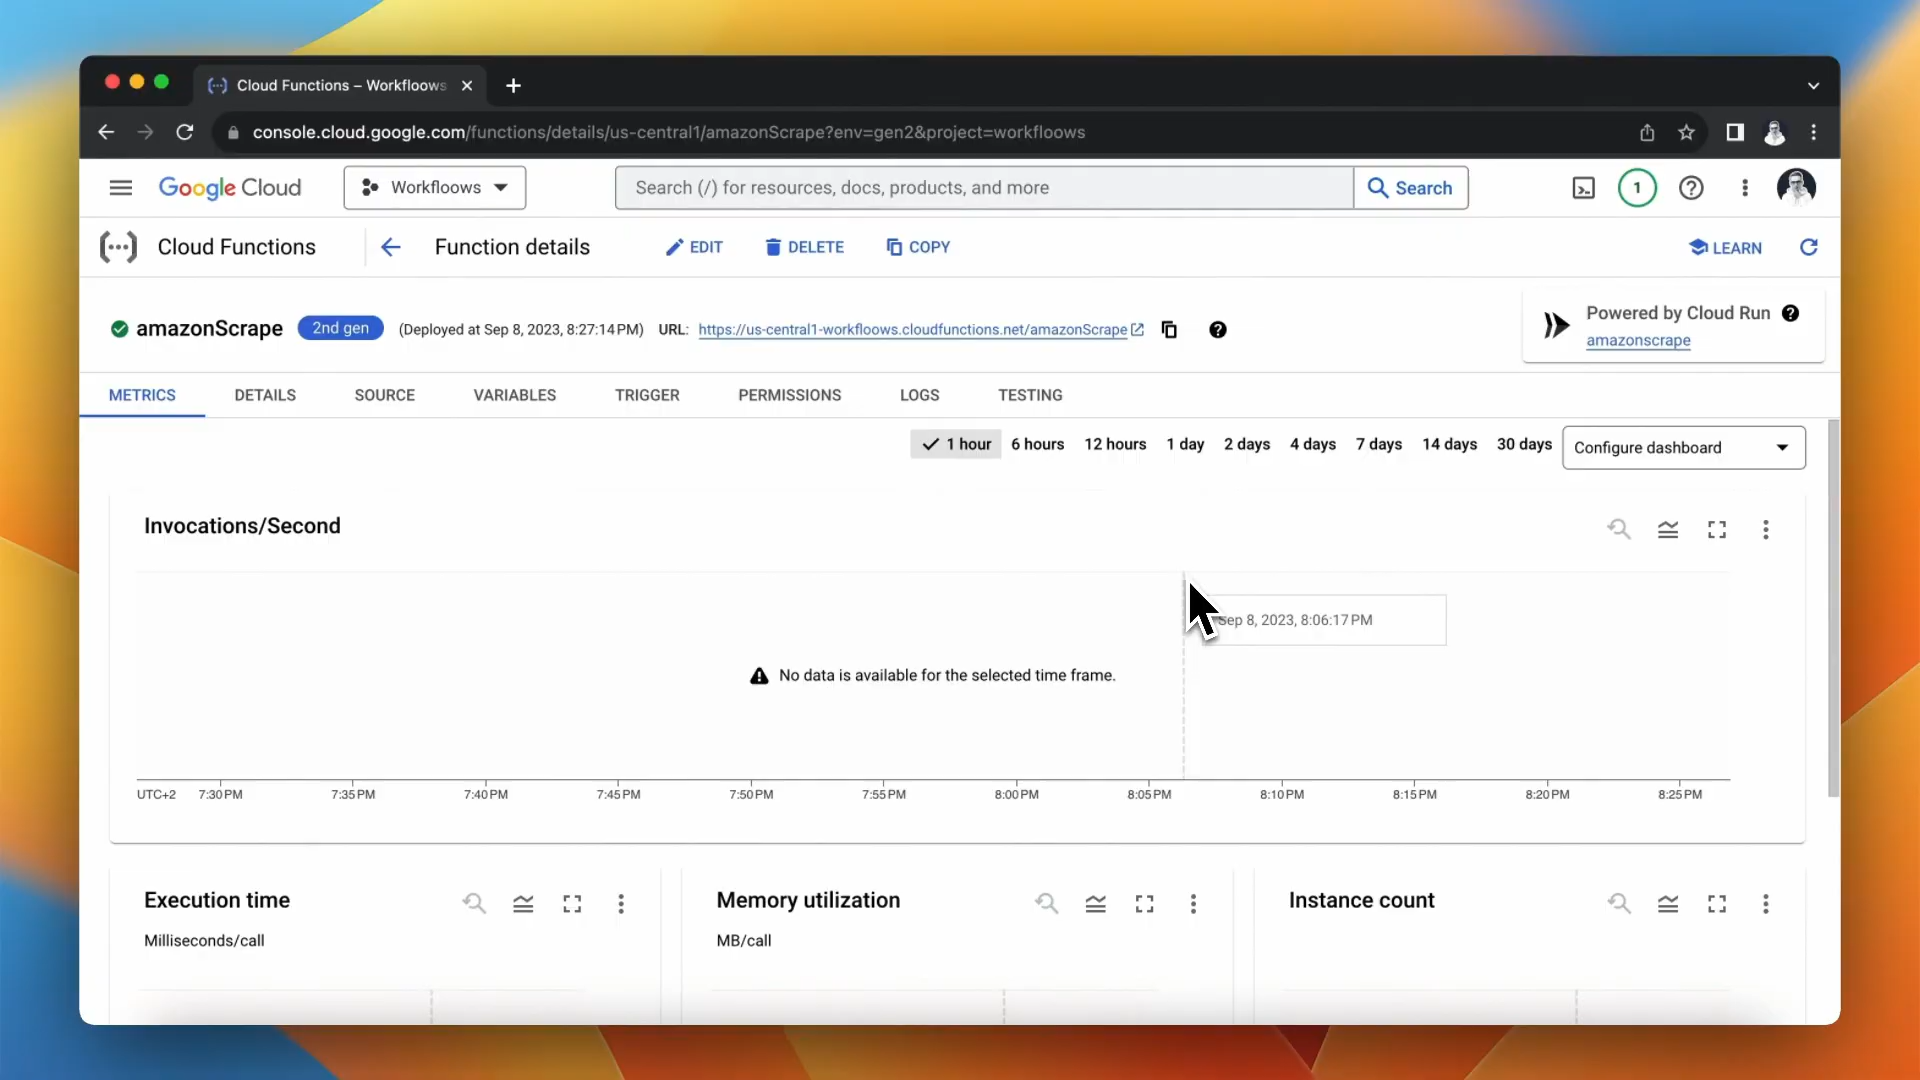 Cloud Functions – Workfloows
console.cloud.google.com/functions/details/us-central1/amazonScrape?env=gen2&project=workfloows
Google Cloud
Workfloows
Search (/) for resources, docs, products, and more
Search
1
Cloud Functions
Function details
EDIT
DELETE
COPY
LEARN
amazonScrape
2nd gen
(Deployed at Sep 8, 2023, 8:27:14 PM)
URL:
https://us-central1-workfloows.cloudfunctions.net/amazonScrape
Powered by Cloud Run
amazonscrape
METRICS
DETAILS
SOURCE
VARIABLES
TRIGGER
PERMISSIONS
LOGS
TESTING
1 hour
6 hours
12 hours
1 day
2 days
4 days
7 days
14 days
30 days
Configure dashboard
Invocations/Second
Sep 8, 2023, 8:06:17 PM
No data is available for the selected time frame.
UTC+2
7:30 PM
7:35 PM
7:40 PM
7:45 PM
7:50 PM
7:55 PM
8:00 PM
8:05 PM
8:10 PM
8:15 PM
8:20 PM
8:25 PM
Execution time
Milliseconds/call
Memory utilization
MB/call
Instance count